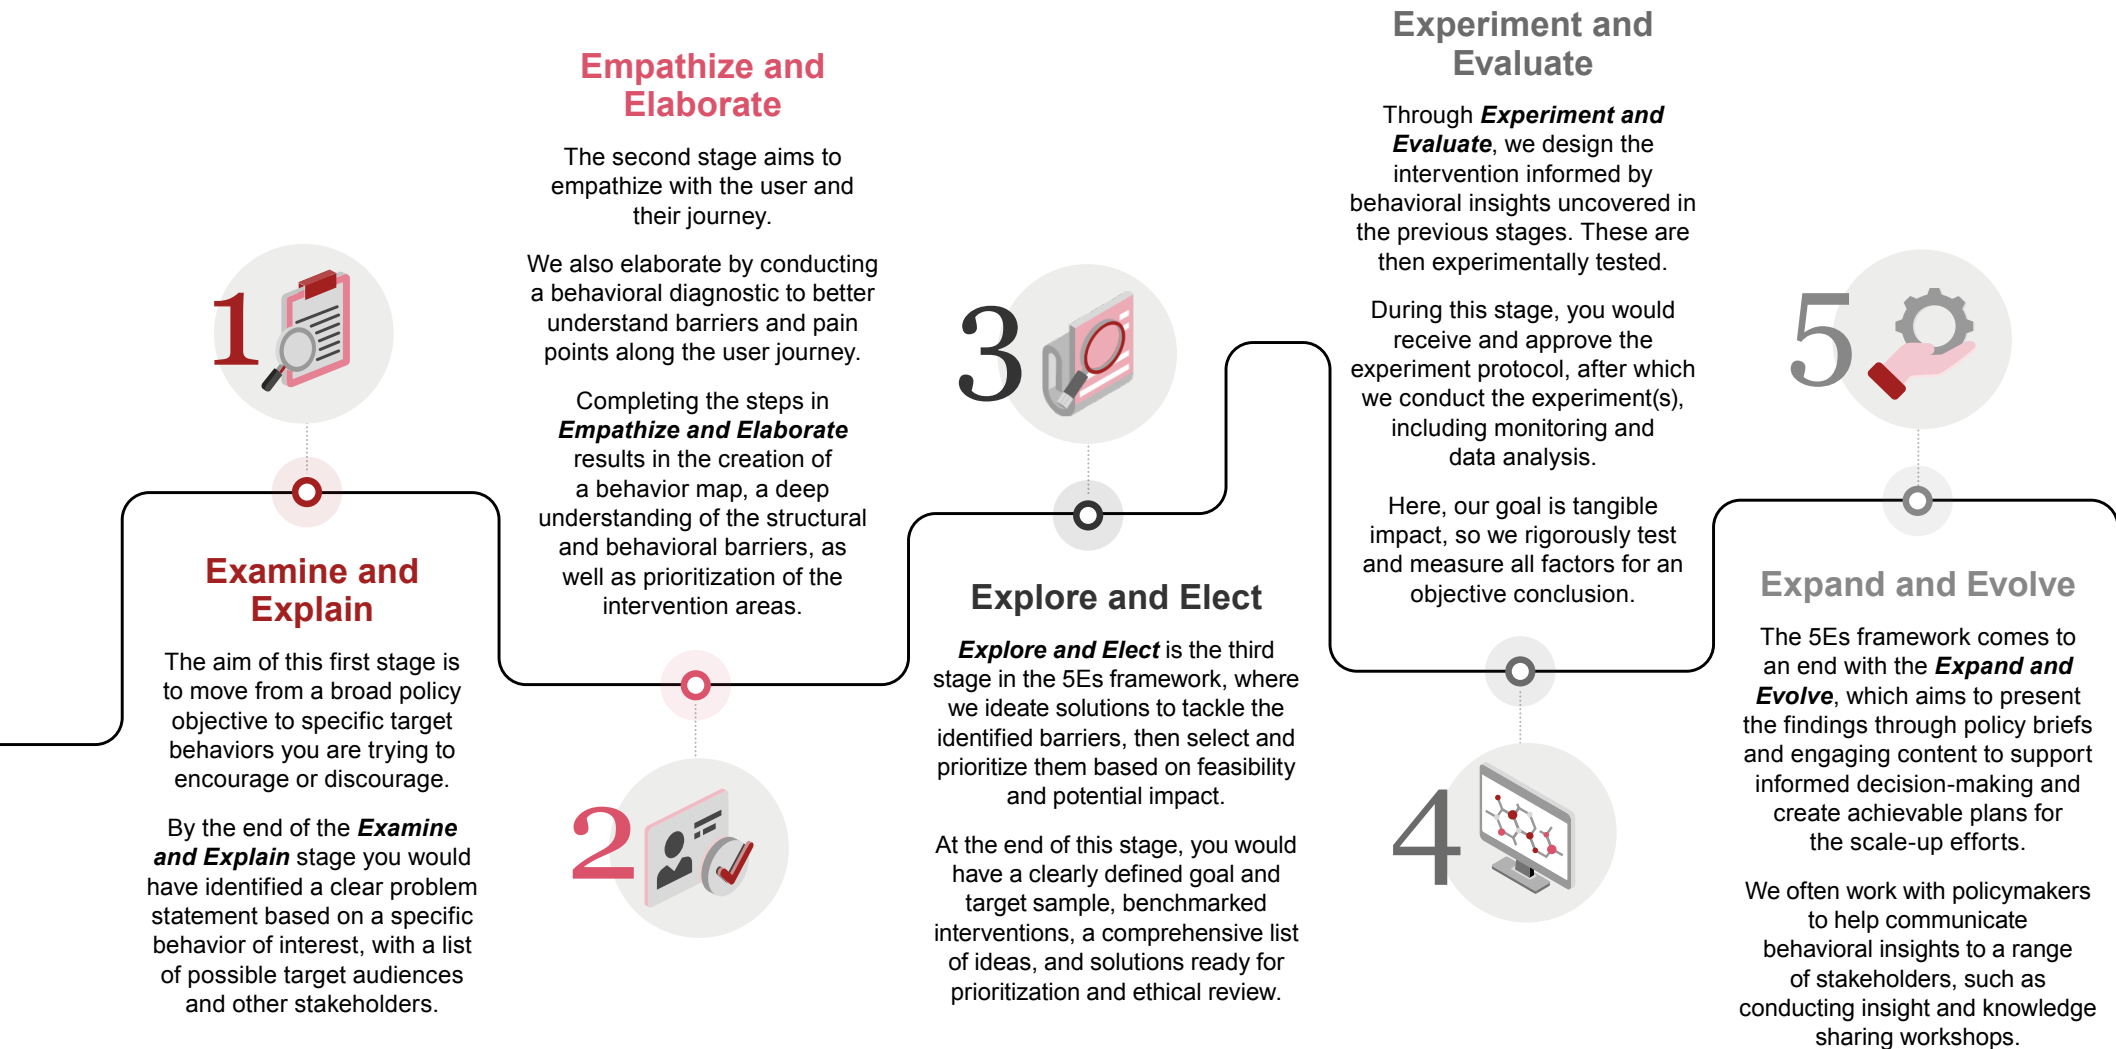 1
Examine and
Explain
The aim of this first stage is
to move from a broad policy
objective to specific target
behaviors you are trying to
encourage or discourage.
By the end of the Examine
and Explain stage you would
have identified a clear problem
statement based on a specific
behavior of interest, with a list
of possible target audiences
and other stakeholders.
Empathize and
Elaborate
The second stage aims to
empathize with the user and
their journey.
We also elaborate by conducting
a behavioral diagnostic to better
understand barriers and pain
points along the user journey.
Completing the steps in
Empathize and Elaborate
results in the creation of
a behavior map, a deep
understanding of the structural
and behavioral barriers, as
well as prioritization of the
intervention areas.
2
3
Explore and Elect
Explore and Elect is the third
stage in the 5Es framework, where
we ideate solutions to tackle the
identified barriers, then select and
prioritize them based on feasibility
and potential impact.
At the end of this stage, you would
have a clearly defined goal and
target sample, benchmarked
interventions, a comprehensive list
of ideas, and solutions ready for
prioritization and ethical review.
Experiment and
Evaluate
Through Experiment and
Evaluate, we design the
intervention informed by
behavioral insights uncovered in
the previous stages. These are
then experimentally tested.
During this stage, you would
receive and approve the
experiment protocol, after which
we conduct the experiment(s),
including monitoring and
data analysis.
Here, our goal is tangible
impact, so we rigorously test
and measure all factors for an
objective conclusion.
4
5
Expand and Evolve
The 5Es framework comes to
an end with the Expand and
Evolve, which aims to present
the findings through policy briefs
and engaging content to support
informed decision-making and
create achievable plans for
the scale-up efforts.
We often work with policymakers
to help communicate
behavioral insights to a range
of stakeholders, such as
conducting insight and knowledge
sharing workshops.